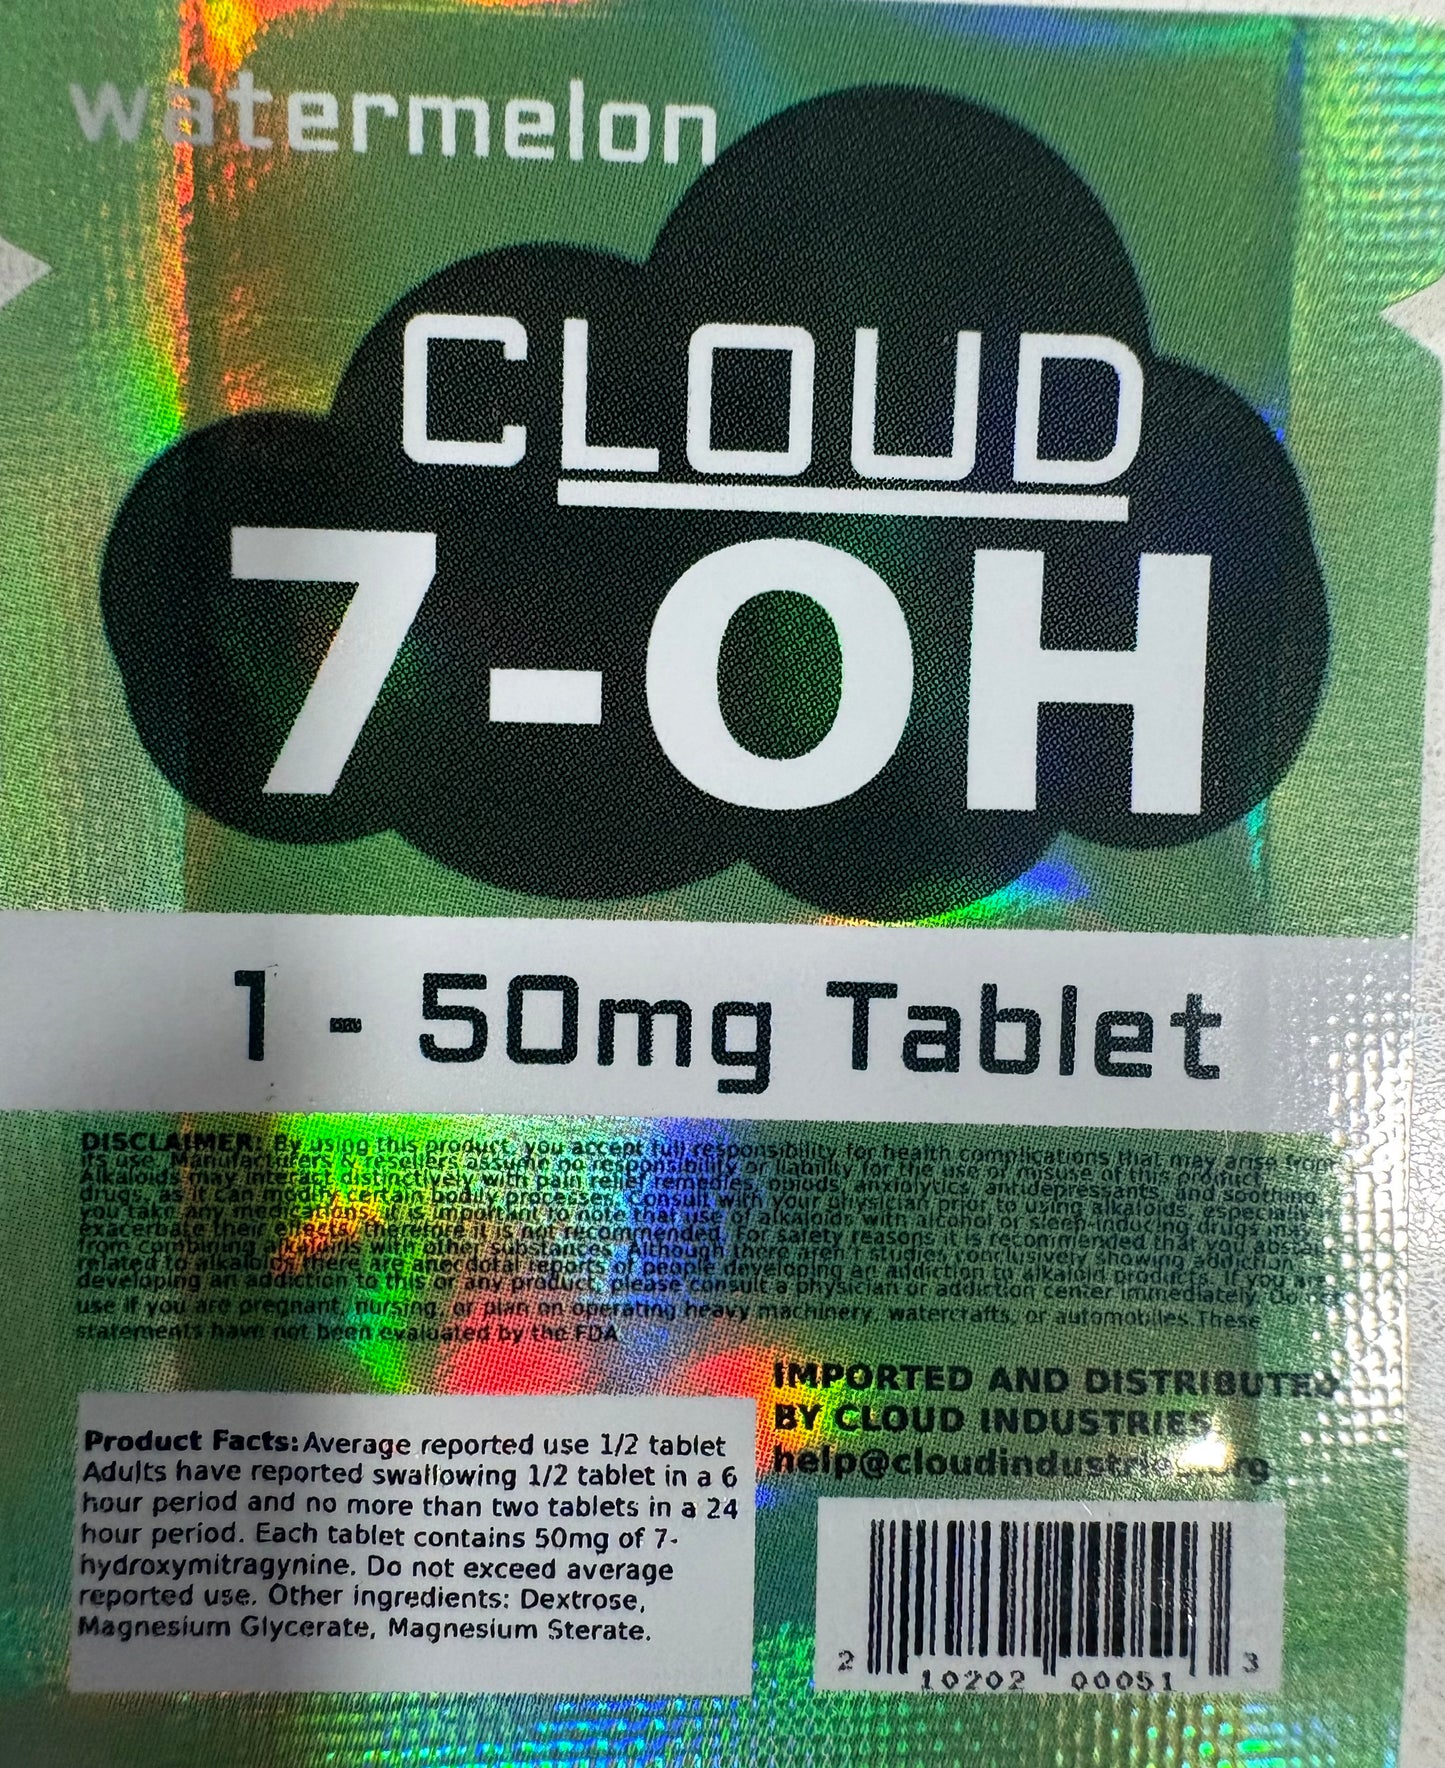 watermelon
CLOUD
7-OH
1 - 50mg Tablet
DISCLAIMER: By using this product, you accept full responsibility for health complications that may arise from
its use. Manufacturers & resellers assume no responsibility or liability for the use or misuse of this product.
Alkaloids may interact distinctively with pain relief remedies, opiods, anxiolytics, antidepressants, and soothing
drugs, as it can modify certain bodily processes. Consult with your physician prior to using alkaloids, especially if
you take any medications. it is important to note that use of alkaloids with alcohol or sleep-inducing drugs may
exacerbate their effects, therefore it is not recommended. For safety reasons it is recommended that you
from combining alkaloids with other substances. Although there aren't studies conclusively showing addiction
related to alkaloids, there are anecdotal reports of people developing an addiction to alkaloid products. If you are
developing an addiction to this or any product, please consult a physician or addiction center immediately. Do not
use if you are pregnant, nursing, or plan on operating heavy machinery, watercrafts, or automobiles.These
statements have not been evaluated by the FDA
IMPORTED AND DISTRIBUTED
BY CLOUD INDUSTRIES
help@cloudindustries.org
Product Facts: Average reported use 1/2 tablet
Adults have reported swallowing 1/2 tablet in a 6
hour period and no more than two tablets in a 24
hour period. Each tablet contains 50mg of 7-
hydroxymitragynine. Do not exceed average
reported use. Other ingredients: Dextrose,
Magnesium Glycerate, Magnesium Sterate.
2 10202 00051 3